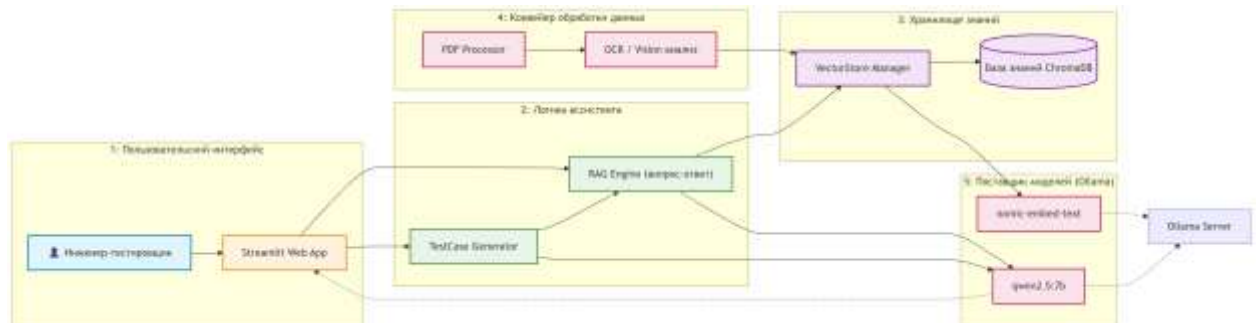 4: Конвейер обработки данных
PDF Processor
OCR / Vision анализ
3: Хранилище знаний
VectorStore Manager
База знаний ChromaDB
2: Логика ассистента
RAG Engine (вопрос-ответ)
TestCase Generator
1: Пользовательский интерфейс
Инженер-тестировщик
Streamlit Web App
5: Поставщик моделей (Ollama)
nomic-embed-text
qwen2.5:7b
Ollama Server